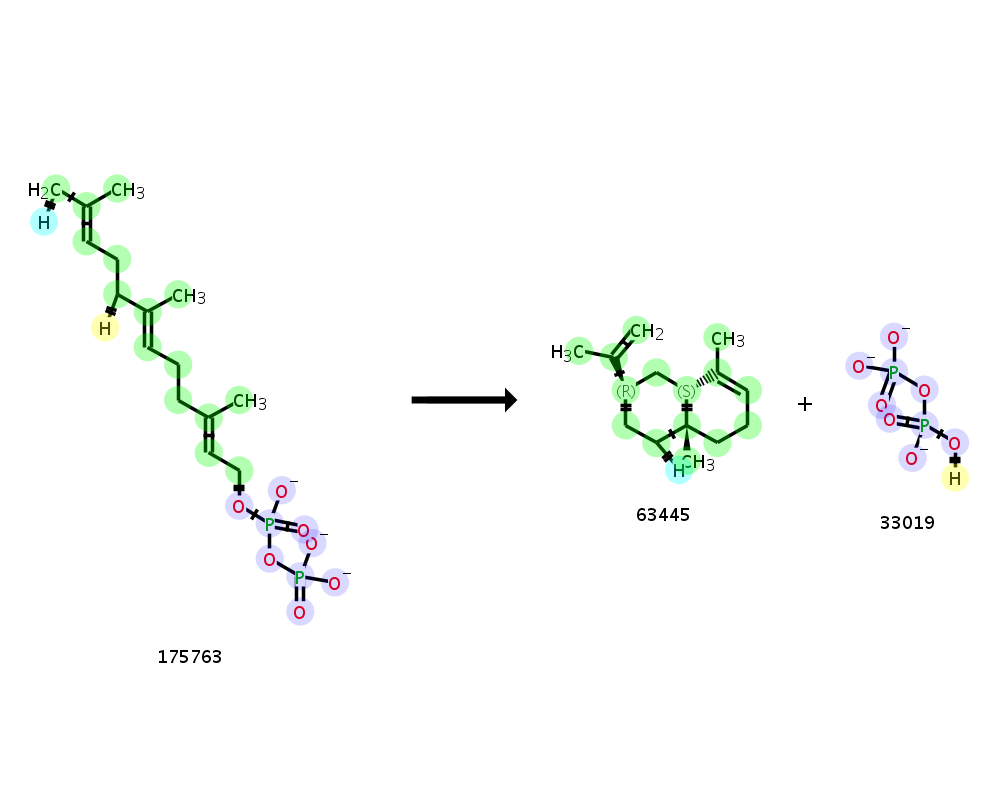 H2C CH3
H
CH3
H
CH3
O O−
P O O−
O P O−
O
175763
H3C CH2
(R) (S)
CH3
H CH3
63445
+
O−
O− P O
O O P O
O− H
33019